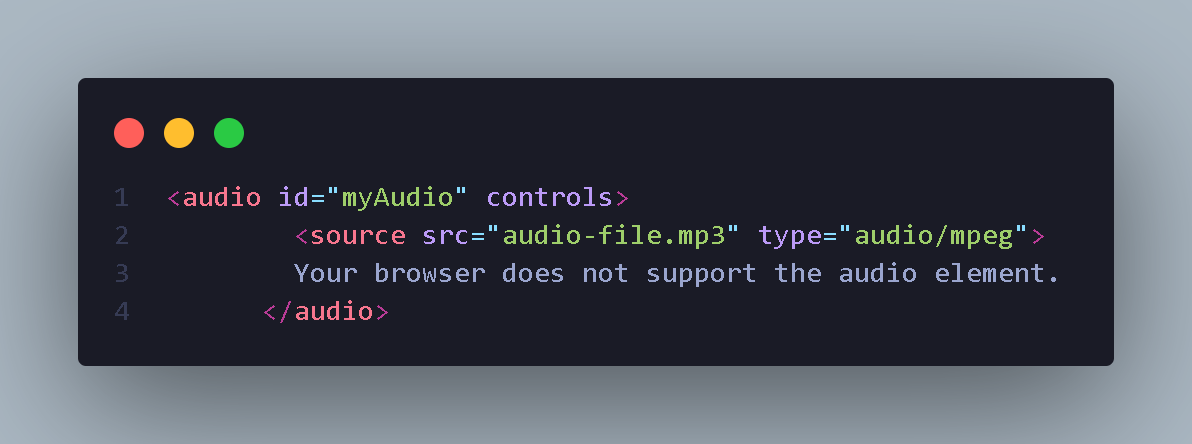 1 <audio id="myAudio" controls>
2         <source src="audio-file.mp3" type="audio/mpeg">
3         Your browser does not support the audio element.
4       </audio>